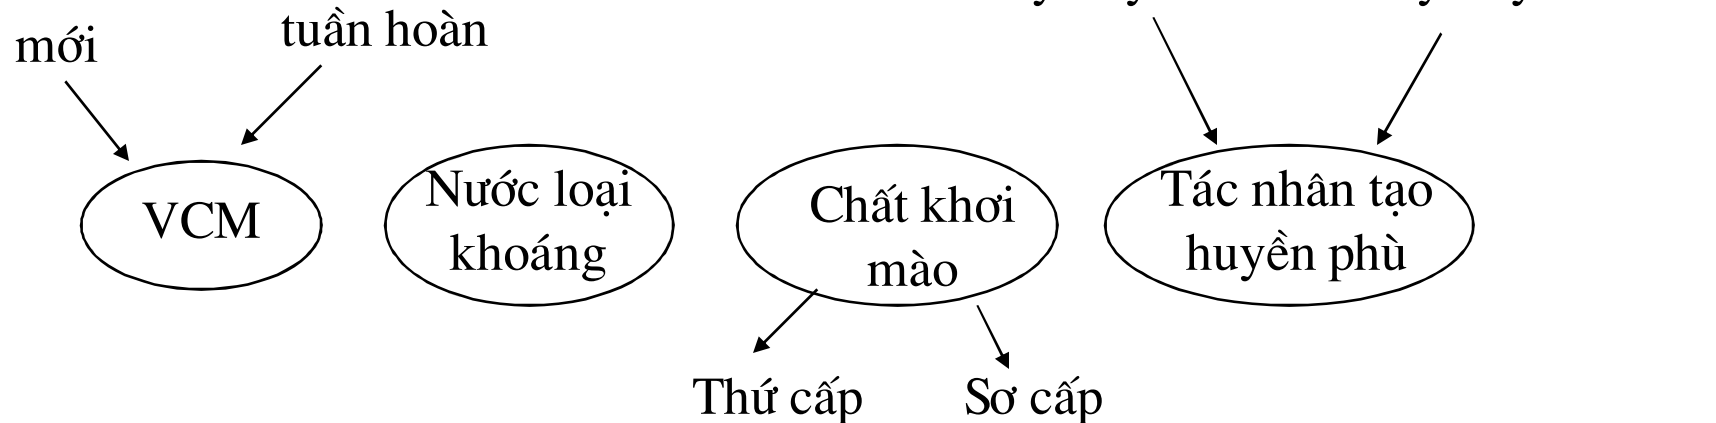 mới
tuần hoàn
VCM
Nước loại
khoáng
Chất khơi
mào
Tác nhân tạo
huyền phù
Thứ cấp
Sơ cấp